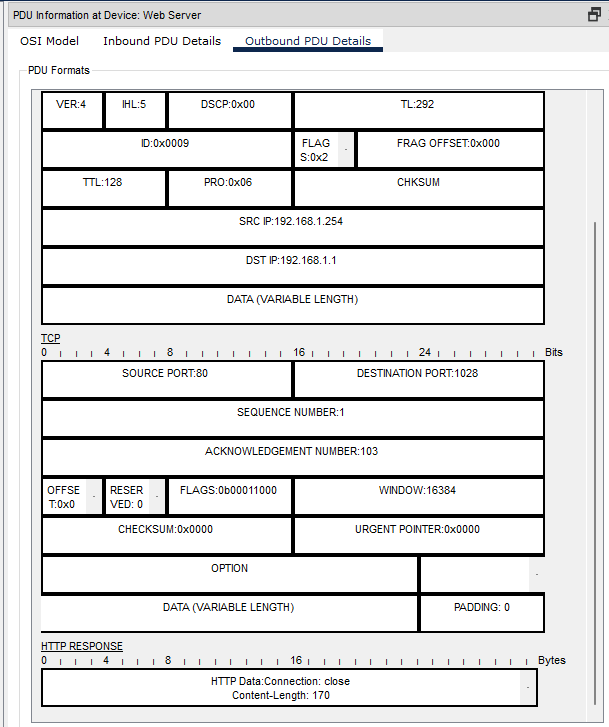 PDU Information at Device: Web Server
OSI Model Inbound PDU Details Outbound PDU Details
PDU Formats
VER:4 IHL:5 DSCP:0x00 TL:292
ID:0x0009 FLAG
S:0x2 FRAG OFFSET:0x000
TTL:128 PRO:0x06 CHKSUM
SRC IP:192.168.1.254
DST IP:192.168.1.1
DATA (VARIABLE LENGTH)
TCP
0 4 8 16 24 Bits
SOURCE PORT:80 DESTINATION PORT:1028
SEQUENCE NUMBER:1
ACKNOWLEDGEMENT NUMBER:103
OFFSE
T:0x0 RESER
VED: 0 FLAGS:0b00011000 WINDOW:16384
CHECKSUM:0x0000 URGENT POINTER:0x0000
OPTION
DATA (VARIABLE LENGTH) PADDING: 0
HTTP RESPONSE
0 4 8 16 Bytes
HTTP Data:Connection: close
Content-Length: 170